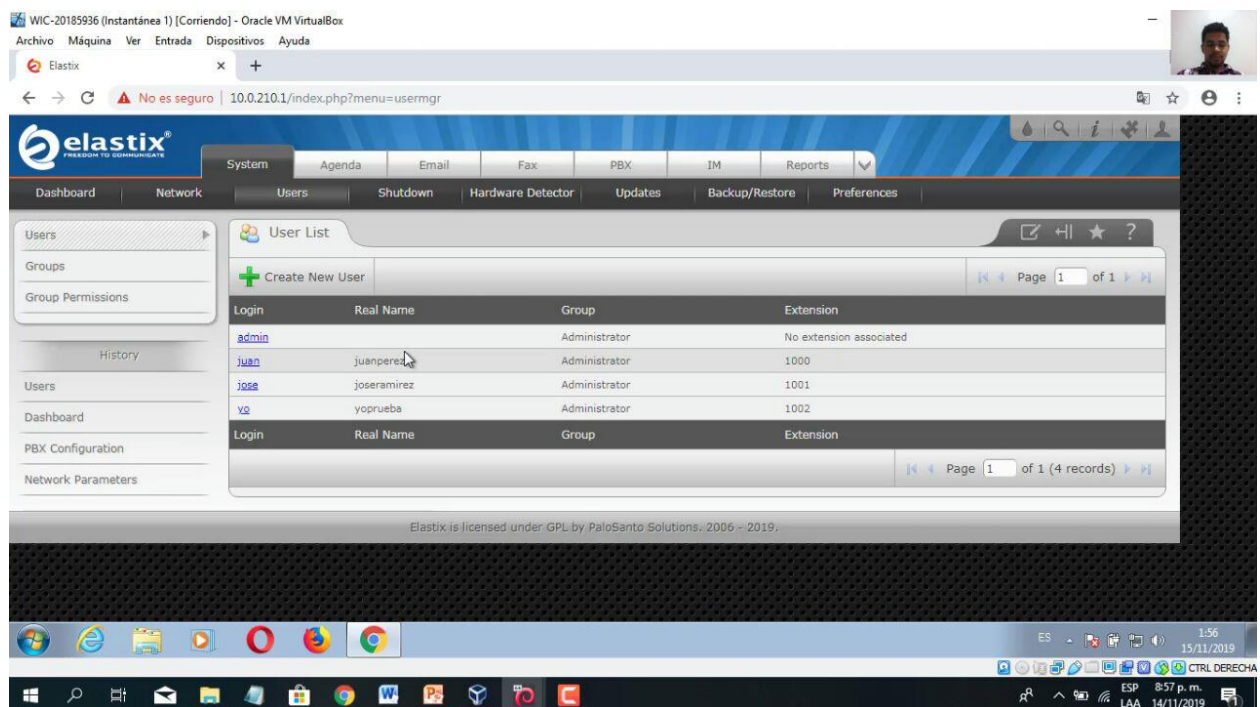 WIC-20185936 (Instantánea 1) [Corriendo] - Oracle VM VirtualBox
Archivo Máquina Ver Entrada Dispositivos Ayuda
Elastix
No es seguro 10.0.210.1/index.php?menu=usermgr
elastix®
FREEDOM TO COMMUNICATE
System Agenda Email Fax PBX IM Reports
Dashboard Network Users Shutdown Hardware Detector Updates Backup/Restore Preferences
Users
Groups
Group Permissions
History
Users
Dashboard
PBX Configuration
Network Parameters
User List
Create New User
Page 1 of 1
Login Real Name Group Extension
admin Administrator No extension associated
juan juanperez Administrator 1000
jose joseramirez Administrator 1001
yo yoprueba Administrator 1002
Login Real Name Group Extension
Page 1 of 1 (4 records)
Elastix is licensed under GPL by PaloSanto Solutions. 2006 - 2019.
ES 1:56
15/11/2019
CTRL DERECHA
ESP 8:57 p. m.
LAA 14/11/2019